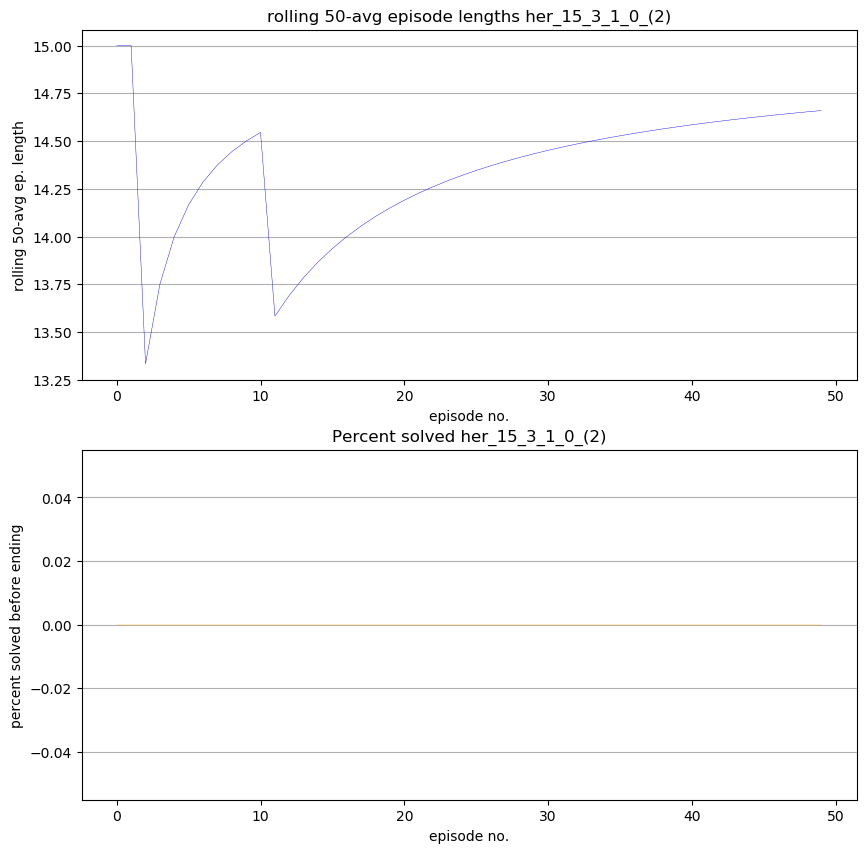 rolling 50-avg episode lengths her_15_3_1_0_(2)
15.00
14.75
14.50
14.25
14.00
13.75
13.50
13.25
rolling 50-avg ep. length
0 10 20 30 40 50
episode no.
Percent solved her_15_3_1_0_(2)
0.04
0.02
0.00
−0.02
−0.04
percent solved before ending
0 10 20 30 40 50
episode no.